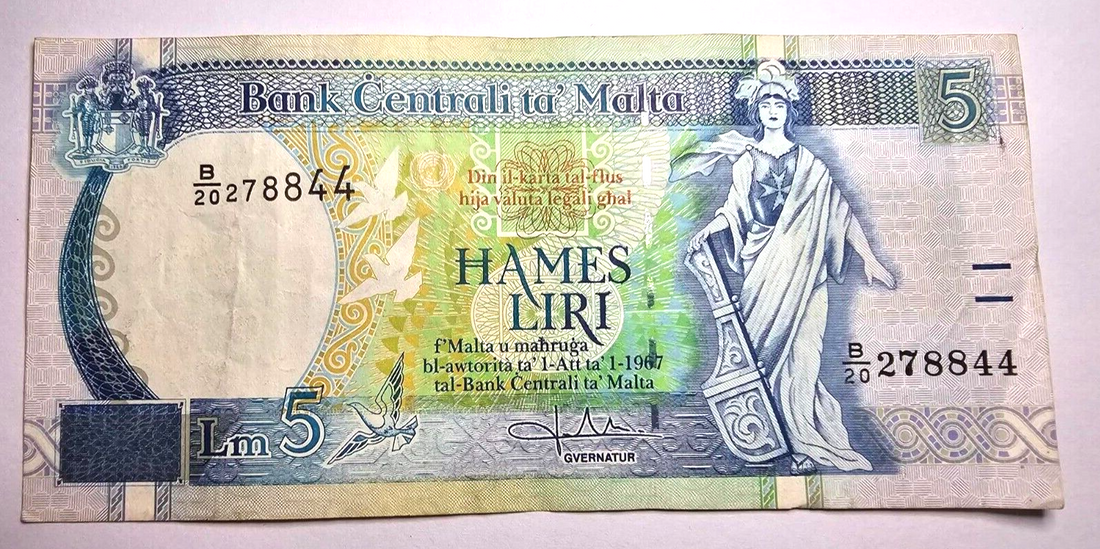 Bank Ċentrali ta' Malta
5
B/20 278844
Din il-karta tal-flus
hija valuta legali għal
ĦAMES
LIRI
f'Malta u maħruġa
bl-awtorità ta' l-Att ta' l-1967
tal-Bank Ċentrali ta' Malta
B/20 278844
Lm 5
GVERNATUR